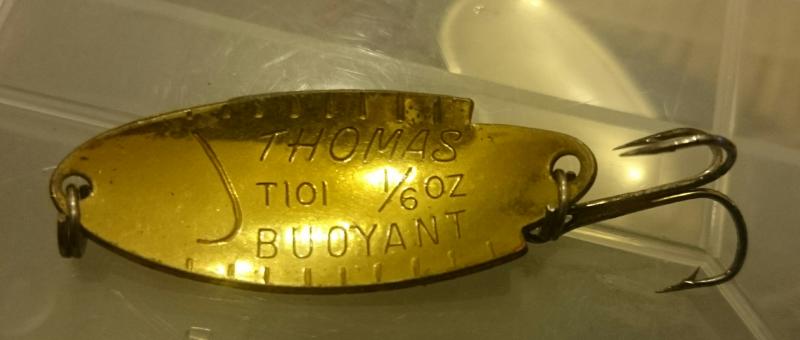 THOMAS
T101 1/6 OZ
BUOYANT